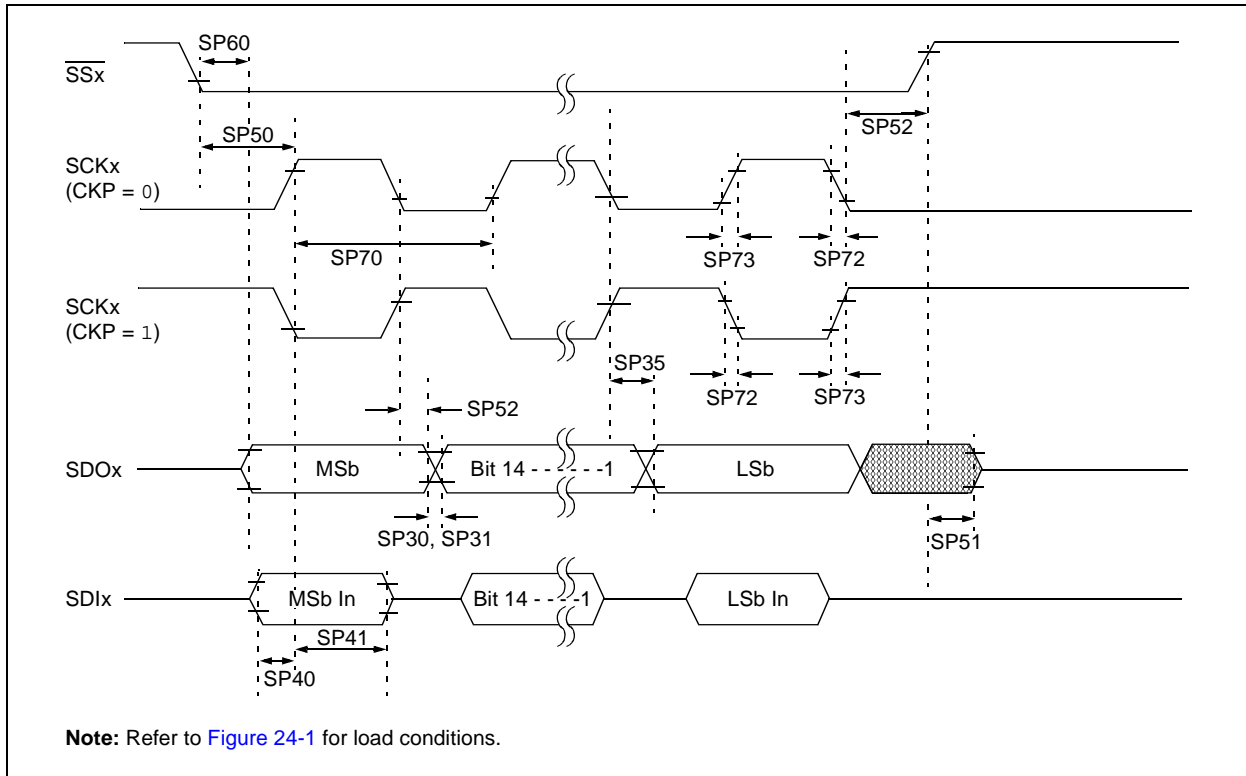 SP60
SSx
SP50
SP52
SCKx
(CKP = 0)
SP70
SP73
SP72
SCKx
(CKP = 1)
SP35
SP72
SP73
SP52
SDOx
MSb
Bit 14 - - - - - -1
LSb
SP30, SP31
SP51
SDIx
MSb In
Bit 14 - - - -1
LSb In
SP41
SP40
Note: Refer to Figure 24-1 for load conditions.